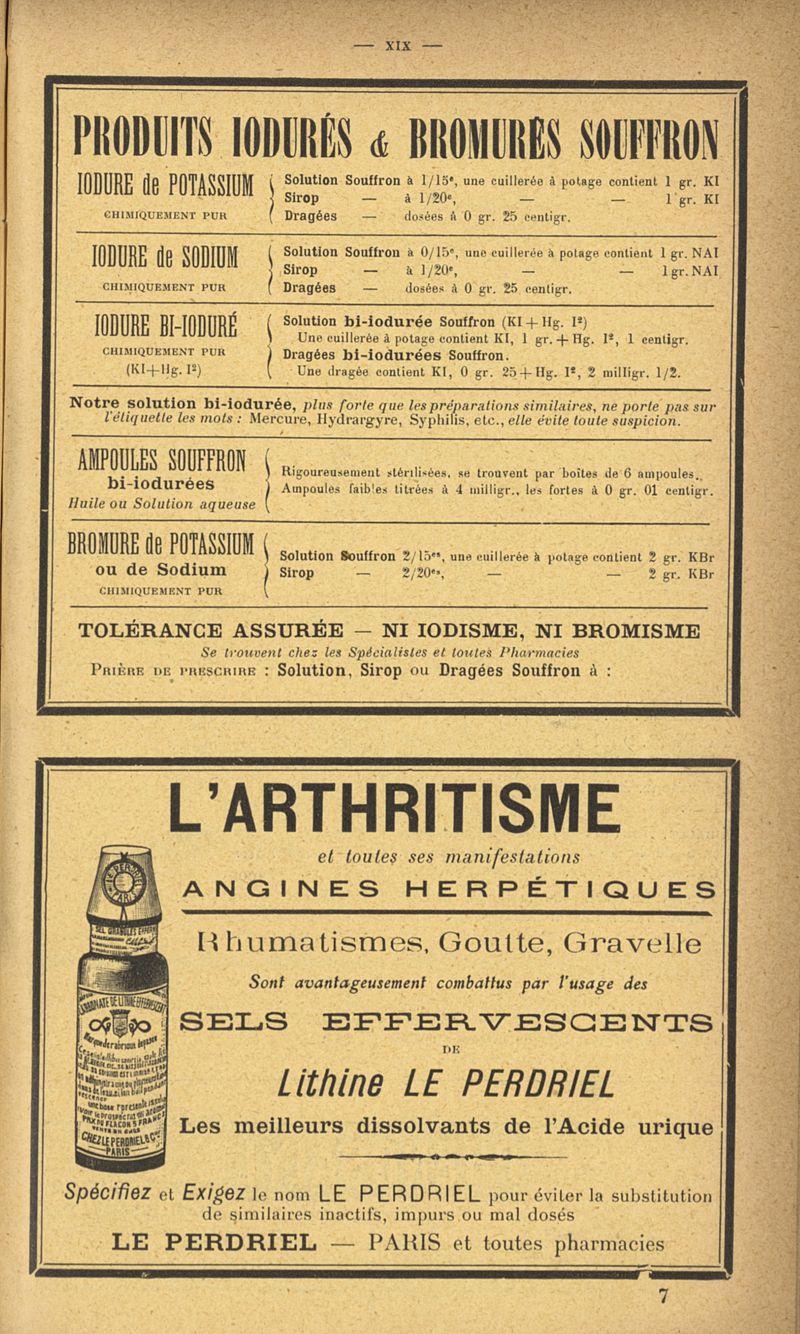 — XIX —
PRODUITS IODURÉS & BROMURÉS SOUFFRON
IODURE de POTASSIUM
CHIMIQUEMENT PUR
Solution Souffron à 1/15e, une cuillerée à potage contient 1 gr. KI
Sirop — à 1/20e, — — 1 gr. KI
Dragées — dosées à 0 gr. 25 centigr.
IODURE de SODIUM
CHIMIQUEMENT PUR
Solution Souffron à 0/15e, une cuillerée à potage contient 1 gr. NAI
Sirop — à 1/20e, — — 1 gr. NAI
Dragées — dosées à 0 gr. 25 centigr.
IODURE BI-IODURÉ
CHIMIQUEMENT PUR
(KI+Hg. I²)
Solution bi-iodurée Souffron (KI + Hg. I²)
Une cuillerée à potage contient KI, 1 gr. + Hg. I², 1 centigr.
Dragées bi-iodurées Souffron.
Une dragée contient KI, 0 gr. 25 + Hg. I², 2 milligr. 1/2.
Notre solution bi-iodurée, plus forte que les préparations similaires, ne porte pas sur
l'étiquette les mots : Mercure, Hydrargyre, Syphilis, etc., elle évite toute suspicion.
AMPOULES SOUFFRON
bi-iodurées
Huile ou Solution aqueuse
Rigoureusement stérilisées, se trouvent par boîtes de 6 ampoules.
Ampoules faibles titrées à 4 milligr., les fortes à 0 gr. 01 centigr.
BROMURE de POTASSIUM
ou de Sodium
CHIMIQUEMENT PUR
Solution Souffron 2/15es, une cuillerée à potage contient 2 gr. KBr
Sirop — 2/20es, — — 2 gr. KBr
TOLÉRANCE ASSURÉE — NI IODISME, NI BROMISME
Se trouvent chez les Spécialistes et toutes Pharmacies
PRIÈRE DE PRESCRIRE : Solution, Sirop ou Dragées Souffron à :
L'ARTHRITISME
et toutes ses manifestations
ANGINES HERPÉTIQUES
Rhumatismes, Goutte, Gravelle
Sont avantageusement combattus par l'usage des
SELS EFFERVESCENTS
DE
Lithine LE PERDRIEL
Les meilleurs dissolvants de l'Acide urique
LE PERDRIEL
PARIS
CHEZ LE PERDRIEL & Cie
PARIS
Spécifiez et Exigez le nom LE PERDRIEL pour éviter la substitution
de similaires inactifs, impurs ou mal dosés
LE PERDRIEL — PARIS et toutes pharmacies
7